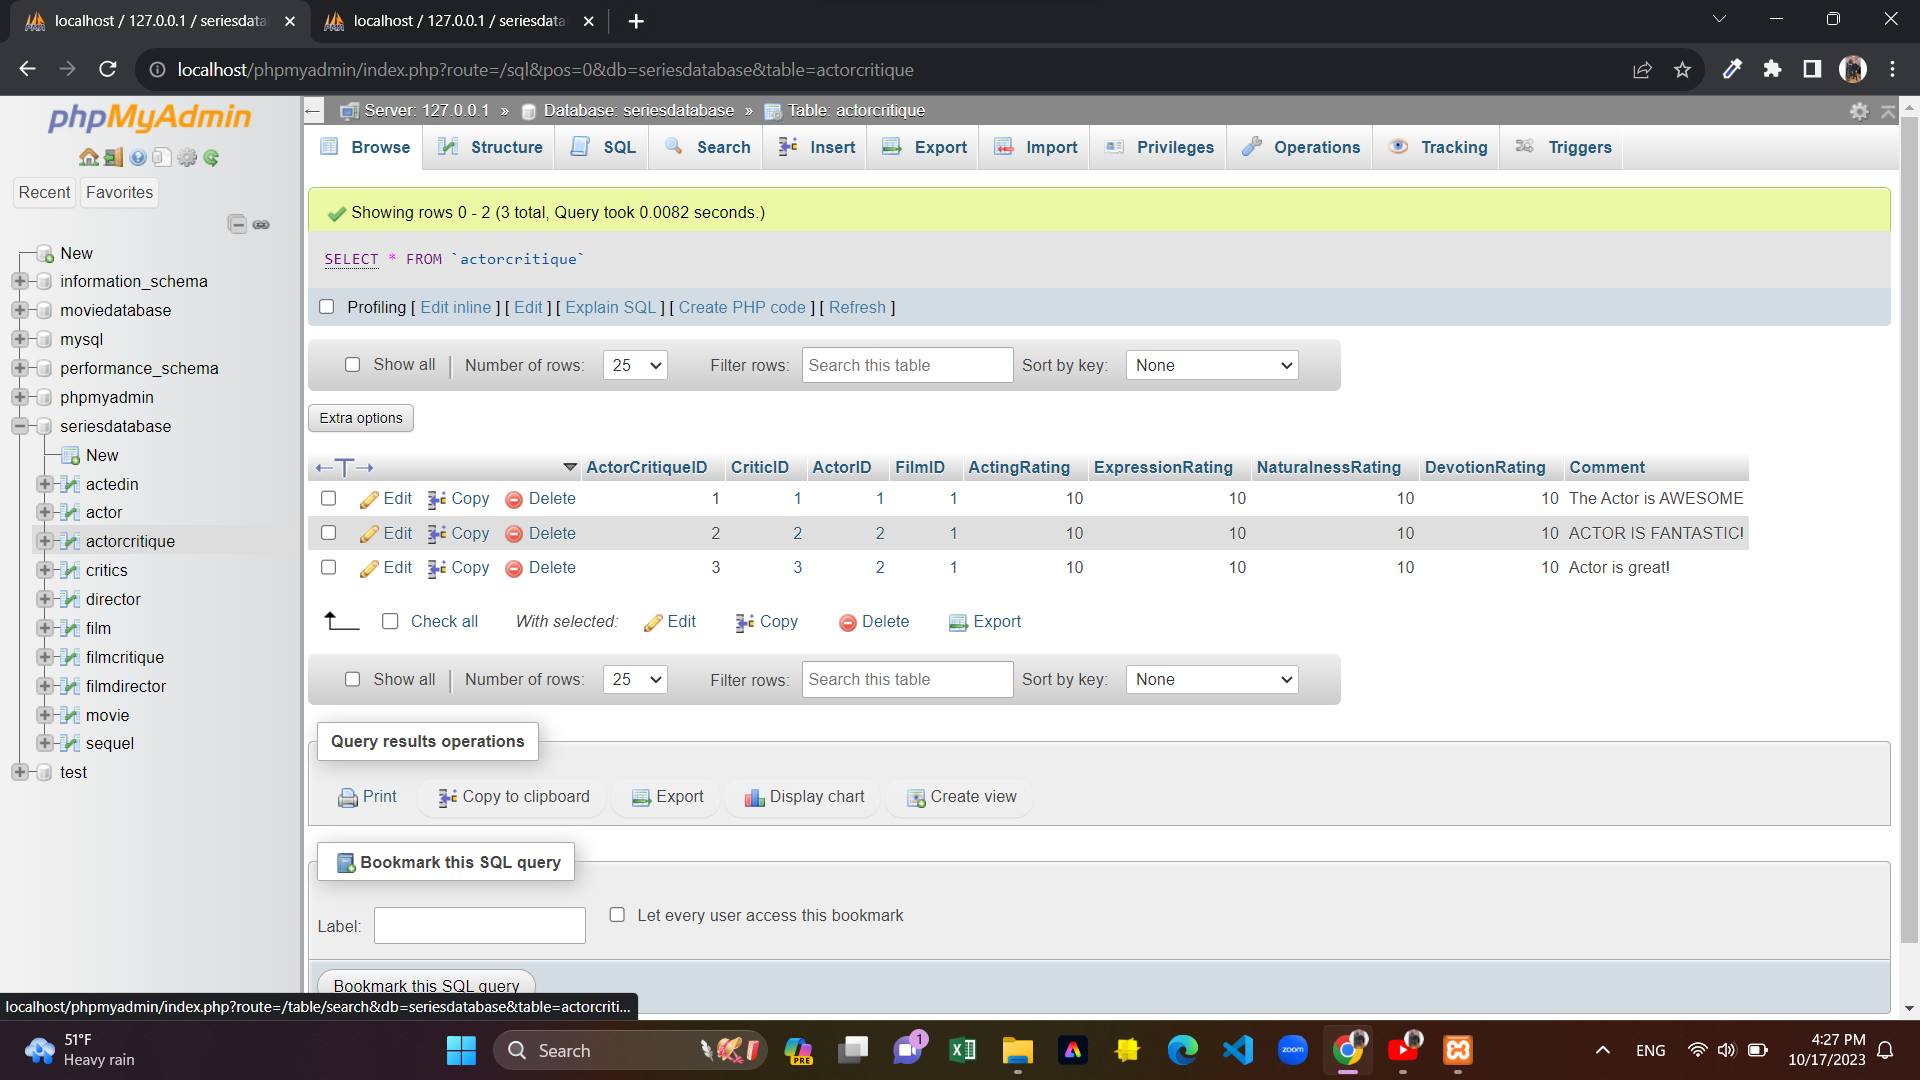 localhost / 127.0.0.1 / seriesdata
localhost / 127.0.0.1 / seriesdata
localhost/phpmyadmin/index.php?route=/sql&pos=0&db=seriesdatabase&table=actorcritique
phpMyAdmin
Recent Favorites
New
information_schema
moviedatabase
mysql
performance_schema
phpmyadmin
seriesdatabase
New
actedin
actor
actorcritique
critics
director
film
filmcritique
filmdirector
movie
sequel
test
Server: 127.0.0.1 » Database: seriesdatabase » Table: actorcritique
Browse Structure SQL Search Insert Export Import Privileges Operations Tracking Triggers
Showing rows 0 - 2 (3 total, Query took 0.0082 seconds.)
SELECT * FROM `actorcritique`
Profiling [ Edit inline ] [ Edit ] [ Explain SQL ] [ Create PHP code ] [ Refresh ]
Show all | Number of rows: 25 Filter rows: Search this table Sort by key: None
Extra options
←T→ ActorCritiqueID CriticID ActorID FilmID ActingRating ExpressionRating NaturalnessRating DevotionRating Comment
Edit Copy Delete 1 1 1 1 10 10 10 10 The Actor is AWESOME
Edit Copy Delete 2 2 2 1 10 10 10 10 ACTOR IS FANTASTIC!
Edit Copy Delete 3 3 2 1 10 10 10 10 Actor is great!
Check all With selected: Edit Copy Delete Export
Show all | Number of rows: 25 Filter rows: Search this table Sort by key: None
Query results operations
Print Copy to clipboard Export Display chart Create view
Bookmark this SQL query
Label: Let every user access this bookmark
Bookmark this SQL query
localhost/phpmyadmin/index.php?route=/table/search&db=seriesdatabase&table=actorcriti...
51°F
Heavy rain
Search
PRE
1
zoom
ENG
4:27 PM
10/17/2023